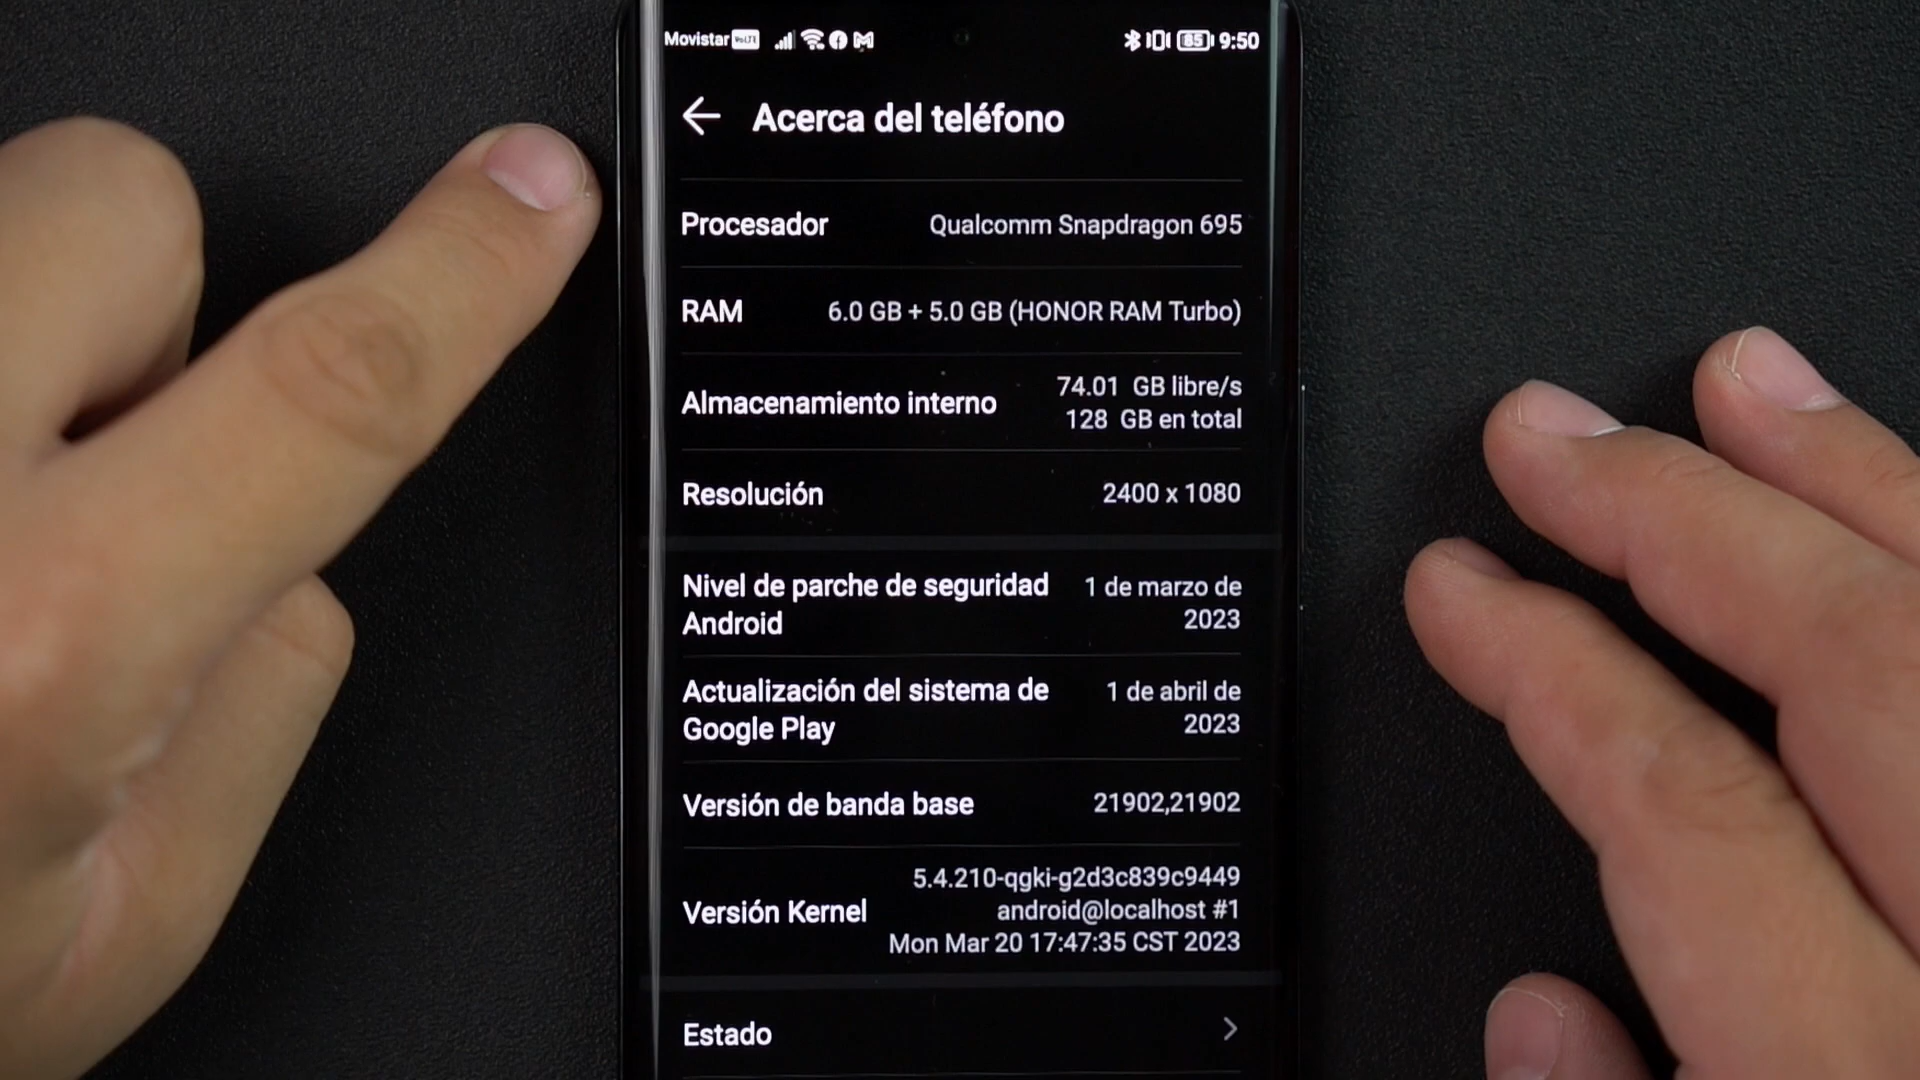 Movistar VoLTE 85 9:50
Acerca del teléfono
Procesador Qualcomm Snapdragon 695
RAM 6.0 GB + 5.0 GB (HONOR RAM Turbo)
Almacenamiento interno 74.01 GB libre/s
128 GB en total
Resolución 2400 x 1080
Nivel de parche de seguridad 1 de marzo de
Android 2023
Actualización del sistema de 1 de abril de
Google Play 2023
Versión de banda base 21902,21902
5.4.210-qgki-g2d3c839c9449
Versión Kernel android@localhost #1
Mon Mar 20 17:47:35 CST 2023
Estado